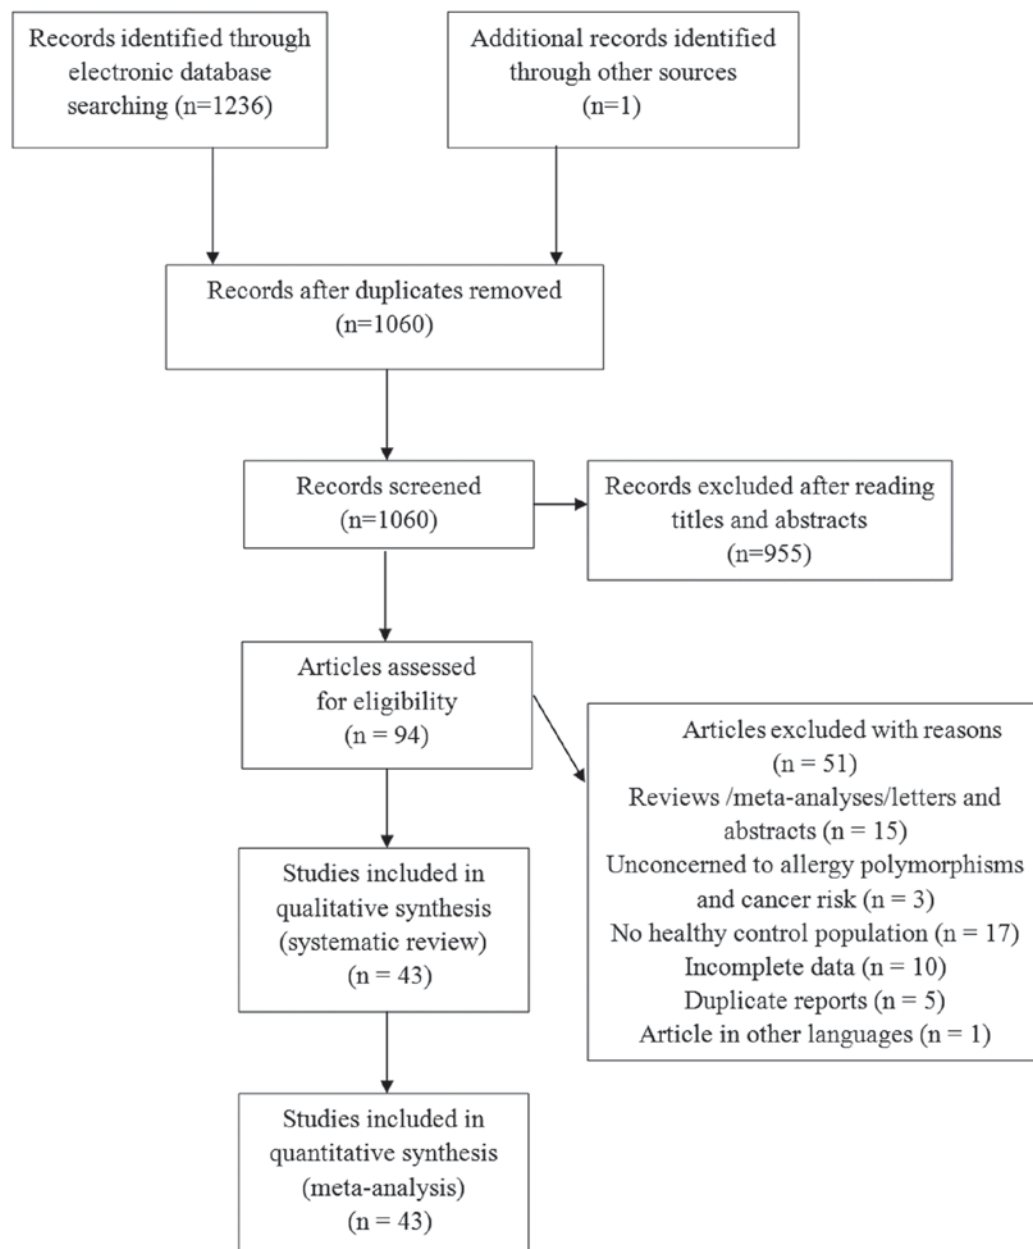 Records identified through
electronic database
searching (n=1236)
Additional records identified
through other sources
(n=1)
Records after duplicates removed
(n=1060)
Records screened
(n=1060)
Records excluded after reading
titles and abstracts
(n=955)
Articles assessed
for eligibility
(n = 94)
Articles excluded with reasons
(n = 51)
Reviews /meta-analyses/letters and
abstracts (n = 15)
Unconcerned to allergy polymorphisms
and cancer risk (n = 3)
No healthy control population (n = 17)
Incomplete data (n = 10)
Duplicate reports (n = 5)
Article in other languages (n = 1)
Studies included in
qualitative synthesis
(systematic review)
(n = 43)
Studies included in
quantitative synthesis
(meta-analysis)
(n = 43)